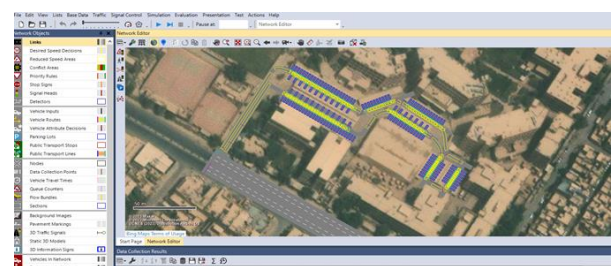 File Edit View Lists Base Data Traffic Signal Control Simulation Evaluation Presentation Test Actions Help
Pause at: Network Editor
Network Objects
Network Editor
Links
Desired Speed Decisions
Reduced Speed Areas
Conflict Areas
Priority Rules
Stop Signs
Signal Heads
Detectors
Vehicle Inputs
Vehicle Routes
Vehicle Attribute Decisions
Parking Lots
Public Transport Stops
Public Transport Lines
Nodes
Data Collection Points
Vehicle Travel Times
Queue Counters
Flow Bundles
Sections
Background Images
Pavement Markings
3D Traffic Signals
Static 3D Models
3D Information Signs
Vehicles In Network
Bing Maps Terms of Usage
Start Page Network Editor
Data Collection Results